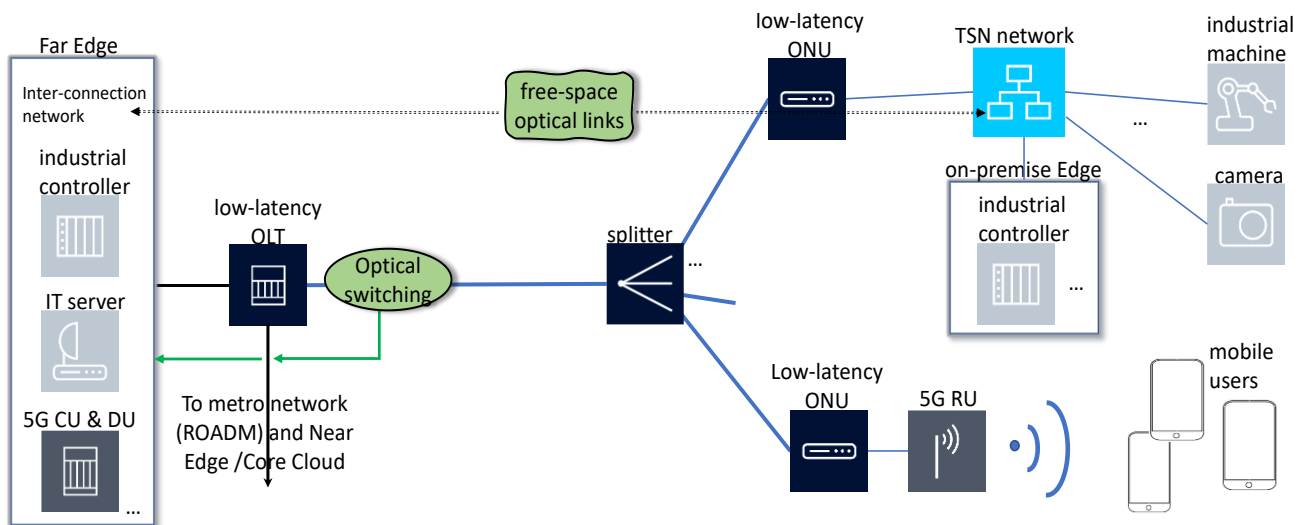 Far Edge
Inter-connection
network
industrial
controller
IT server
5G CU & DU
...
low-latency
OLT
Optical
switching
To metro network
(ROADM) and Near
Edge /Core Cloud
free-space
optical links
splitter
...
low-latency
ONU
TSN network
...
industrial
machine
camera
on-premise Edge
industrial
controller
...
Low-latency
ONU
5G RU
mobile
users